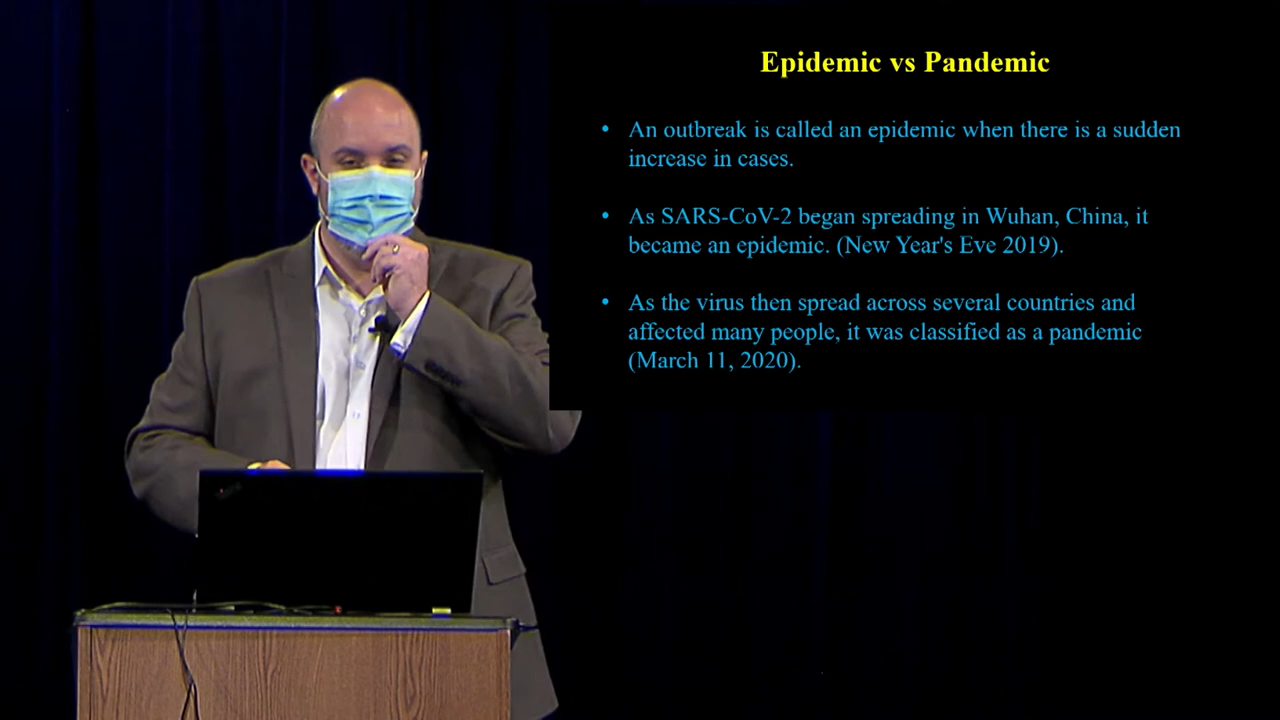 Epidemic vs Pandemic
• An outbreak is called an epidemic when there is a sudden
increase in cases.
• As SARS-CoV-2 began spreading in Wuhan, China, it
became an epidemic. (New Year's Eve 2019).
• As the virus then spread across several countries and
affected many people, it was classified as a pandemic
(March 11, 2020).